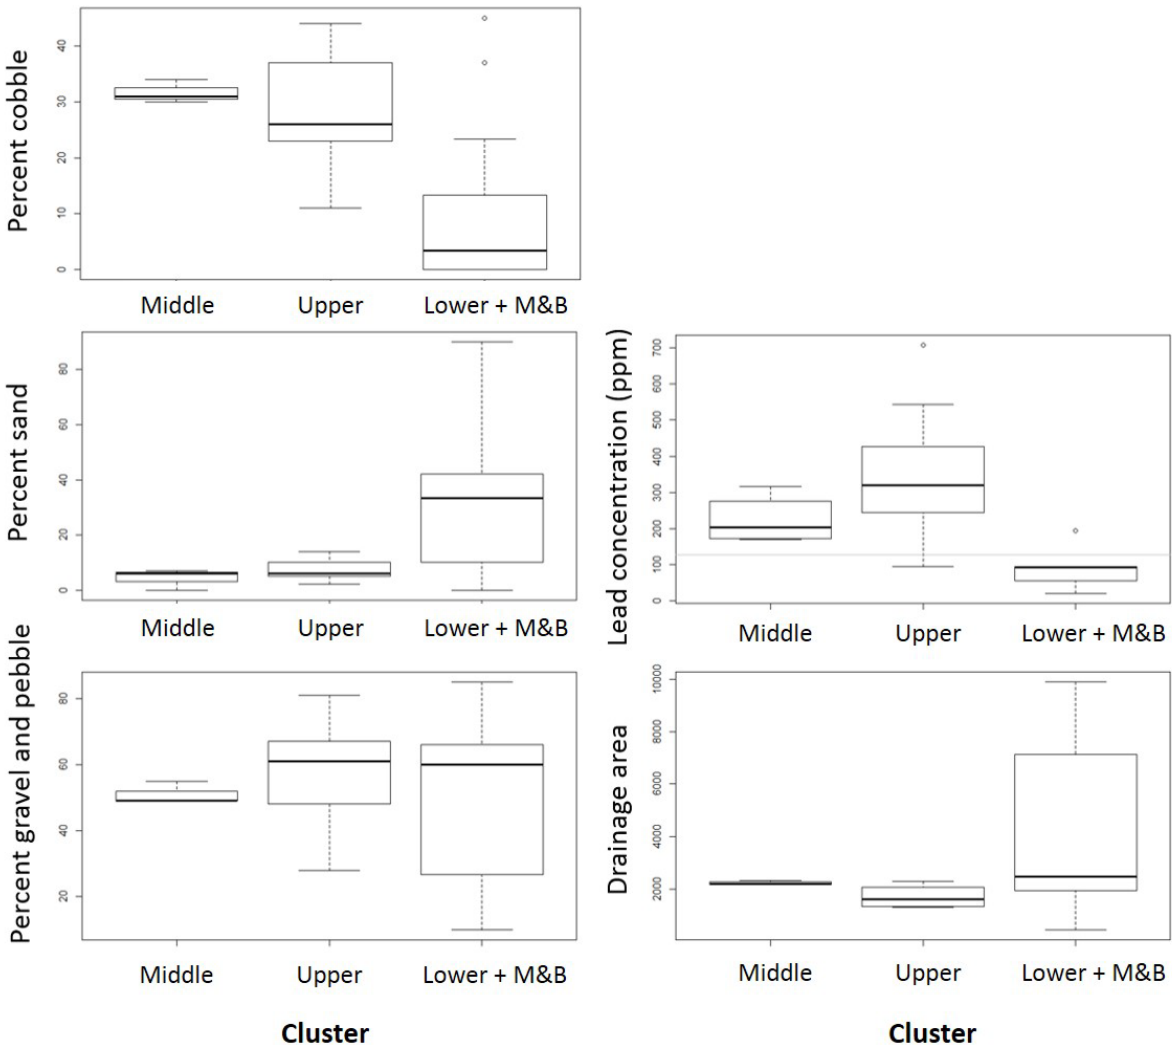 Percent cobble
40
30
20
10
0
Middle Upper Lower + M&B
Percent sand
80
60
40
20
0
Middle Upper Lower + M&B
Lead concentration (ppm)
700
600
500
400
300
200
100
0
Middle Upper Lower + M&B
Percent gravel and pebble
80
60
40
20
Middle Upper Lower + M&B
Cluster
Drainage area
10000
8000
6000
4000
2000
Middle Upper Lower + M&B
Cluster